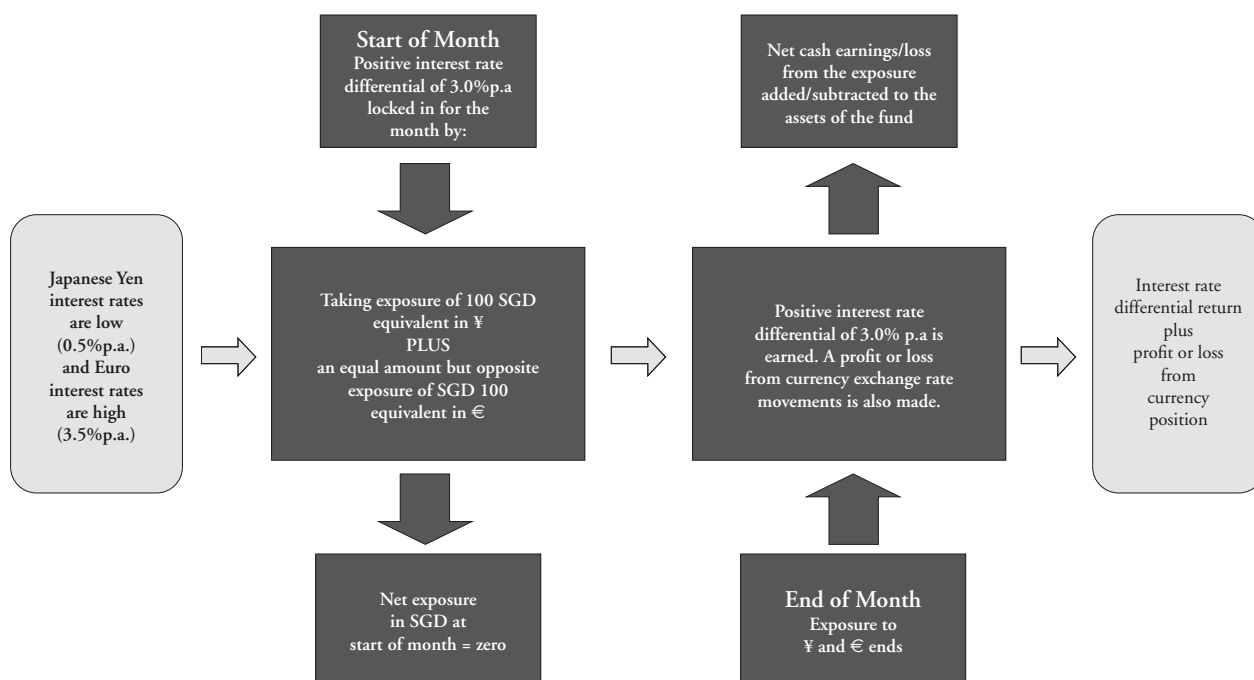 Start of Month
Positive interest rate
differential of 3.0%p.a
locked in for the
month by:
Net cash earnings/loss
from the exposure
added/subtracted to the
assets of the fund
Japanese Yen
interest rates
are low
(0.5%p.a.)
and Euro
interest rates
are high
(3.5%p.a.)
Taking exposure of 100 SGD
equivalent in ¥
PLUS
an equal amount but opposite
exposure of SGD 100
equivalent in €
Positive interest rate
differential of 3.0% p.a is
earned. A profit or loss
from currency exchange rate
movements is also made.
Interest rate
differential return
plus
profit or loss
from
currency
position
Net exposure
in SGD at
start of month = zero
End of Month
Exposure to
¥ and € ends